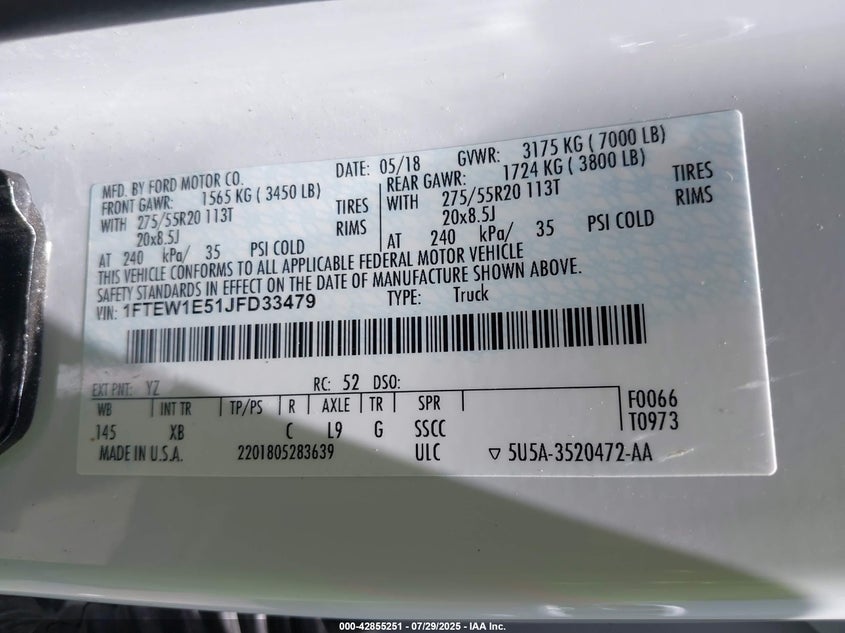 MFD. BY FORD MOTOR CO. DATE: 05/18 GVWR: 3175 KG ( 7000 LB)
FRONT GAWR: 1565 KG ( 3450 LB) REAR GAWR: 1724 KG ( 3800 LB)
WITH 275/55R20 113T TIRES WITH 275/55R20 113T TIRES
20x8.5J RIMS 20x8.5J RIMS
AT 240 kPa/ 35 PSI COLD AT 240 kPa/ 35 PSI COLD
THIS VEHICLE CONFORMS TO ALL APPLICABLE FEDERAL MOTOR VEHICLE
SAFETY STANDARDS IN EFFECT ON THE DATE OF MANUFACTURE SHOWN ABOVE.
VIN: 1FTEW1E51JFD33479 TYPE: Truck
EXT PNT: YZ RC: 52 DSO:
WB INT TR TP/PS R AXLE TR SPR F0066
145 XB C L9 G SSCC T0973
MADE IN U.S.A. 2201805283639 ULC ▽ 5U5A-3520472-AA
000-42855251 - 07/29/2025 - IAA Inc.